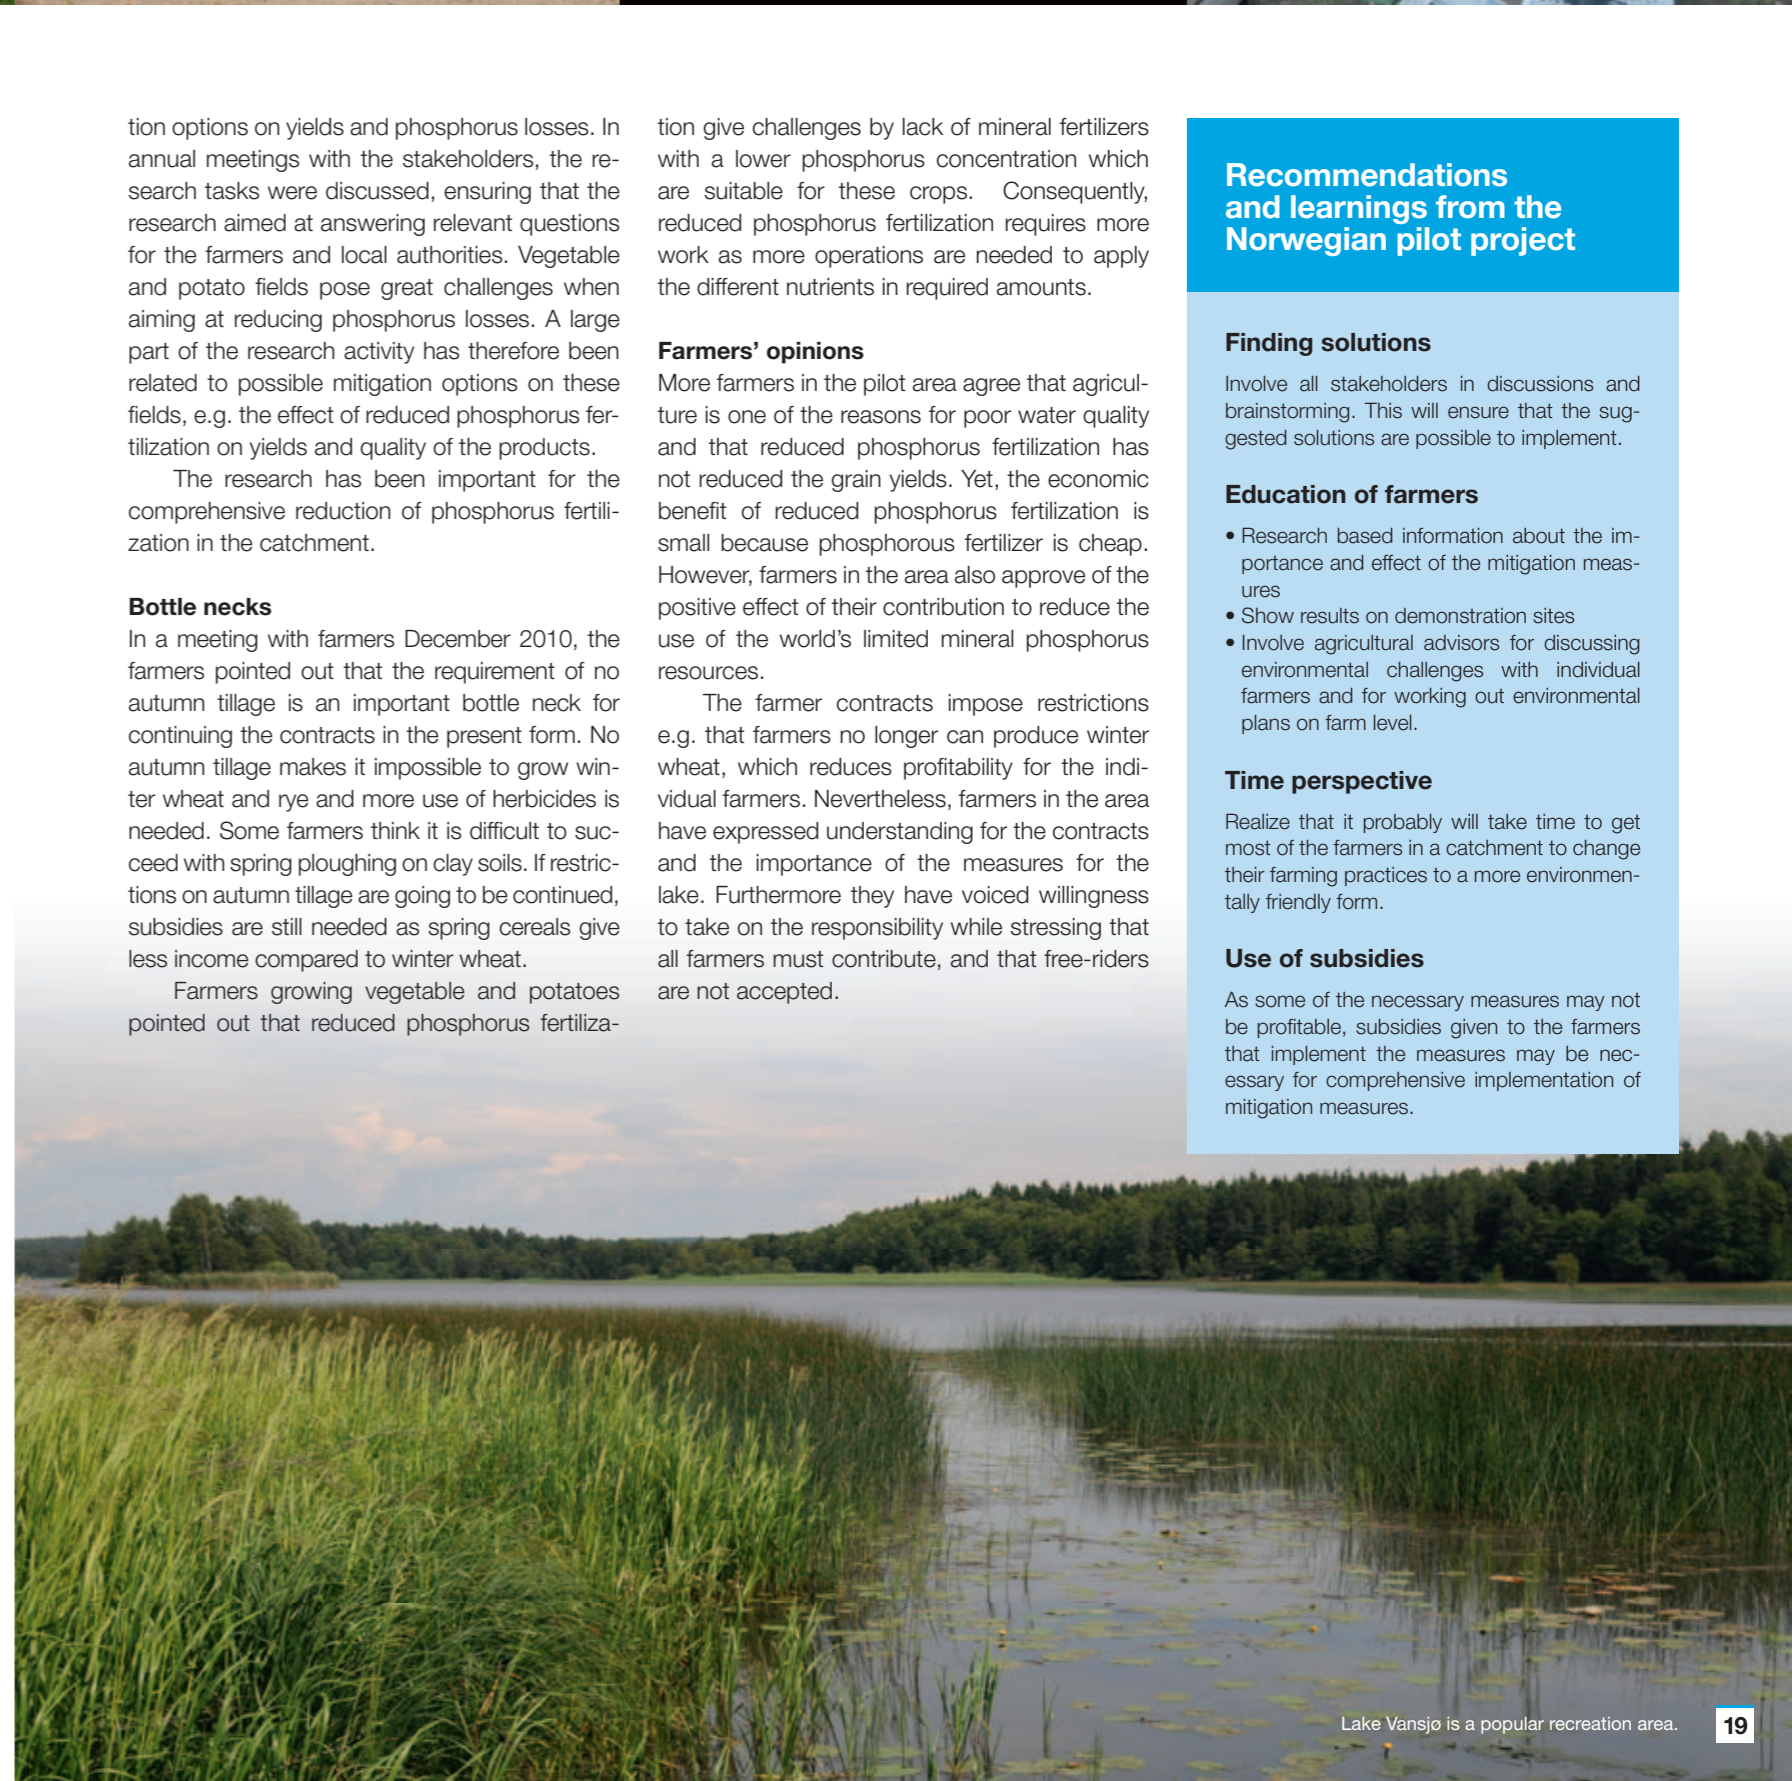 tion options on yields and phosphorus losses. In
annual meetings with the stakeholders, the re-
search tasks were discussed, ensuring that the
research aimed at answering relevant questions
for the farmers and local authorities. Vegetable
and potato fields pose great challenges when
aiming at reducing phosphorus losses. A large
part of the research activity has therefore been
related to possible mitigation options on these
fields, e.g. the effect of reduced phosphorus fer-
tilization on yields and quality of the products.
The research has been important for the
comprehensive reduction of phosphorus fertili-
zation in the catchment.
Bottle necks
In a meeting with farmers December 2010, the
farmers pointed out that the requirement of no
autumn tillage is an important bottle neck for
continuing the contracts in the present form. No
autumn tillage makes it impossible to grow win-
ter wheat and rye and more use of herbicides is
needed. Some farmers think it is difficult to suc-
ceed with spring ploughing on clay soils. If restric-
tions on autumn tillage are going to be continued,
subsidies are still needed as spring cereals give
less income compared to winter wheat.
Farmers growing vegetable and potatoes
pointed out that reduced phosphorus fertiliza-
tion give challenges by lack of mineral fertilizers
with a lower phosphorus concentration which
are suitable for these crops. Consequently,
reduced phosphorus fertilization requires more
work as more operations are needed to apply
the different nutrients in required amounts.
Farmers’ opinions
More farmers in the pilot area agree that agricul-
ture is one of the reasons for poor water quality
and that reduced phosphorus fertilization has
not reduced the grain yields. Yet, the economic
benefit of reduced phosphorus fertilization is
small because phosphorous fertilizer is cheap.
However, farmers in the area also approve of the
positive effect of their contribution to reduce the
use of the world’s limited mineral phosphorus
resources.
The farmer contracts impose restrictions
e.g. that farmers no longer can produce winter
wheat, which reduces profitability for the indi-
vidual farmers. Nevertheless, farmers in the area
have expressed understanding for the contracts
and the importance of the measures for the
lake. Furthermore they have voiced willingness
to take on the responsibility while stressing that
all farmers must contribute, and that free-riders
are not accepted.
Recommendations
and learnings from the
Norwegian pilot project
Finding solutions
Involve all stakeholders in discussions and
brainstorming. This will ensure that the sug-
gested solutions are possible to implement.
Education of farmers
• Research based information about the im-
portance and effect of the mitigation meas-
ures
• Show results on demonstration sites
• Involve agricultural advisors for discussing
environmental challenges with individual
farmers and for working out environmental
plans on farm level.
Time perspective
Realize that it probably will take time to get
most of the farmers in a catchment to change
their farming practices to a more environmen-
tally friendly form.
Use of subsidies
As some of the necessary measures may not
be profitable, subsidies given to the farmers
that implement the measures may be nec-
essary for comprehensive implementation of
mitigation measures.
Lake Vansjø is a popular recreation area.
19